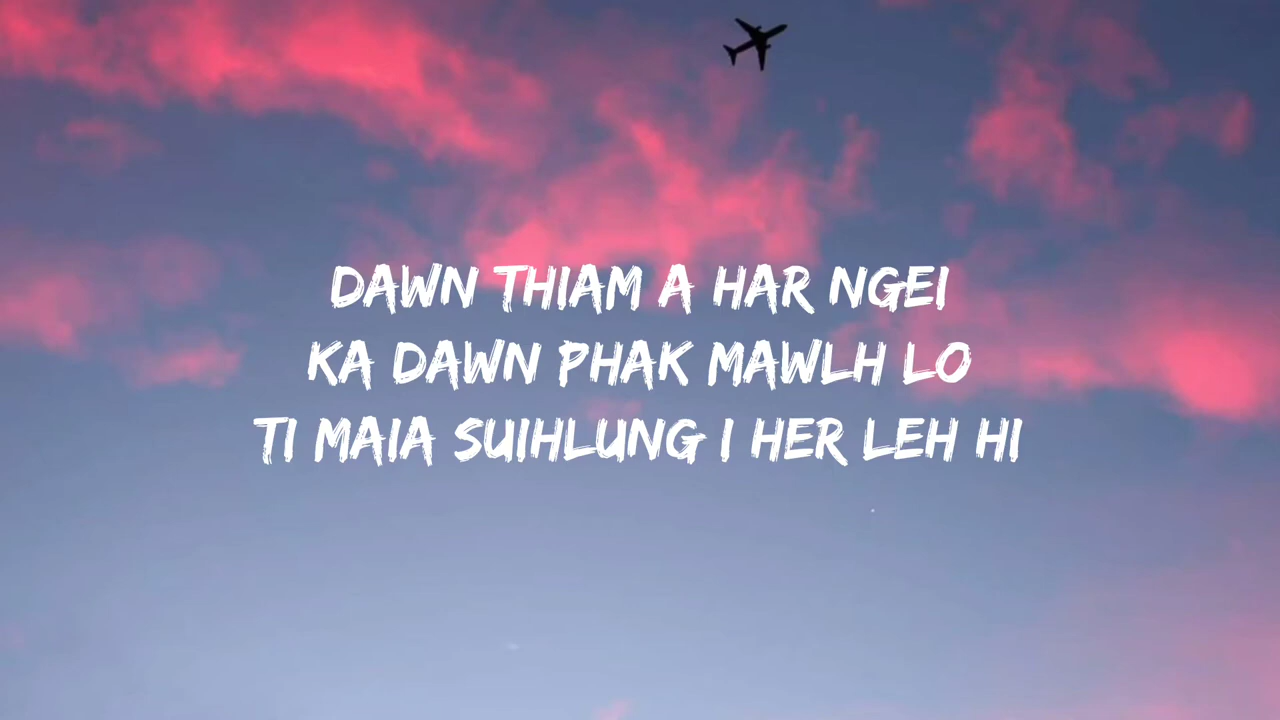 DAWN THIAM A HAR NGEI
KA DAWN PHAK MAWLH LO
TI MAIA SUIHLUNG I HER LEH HI